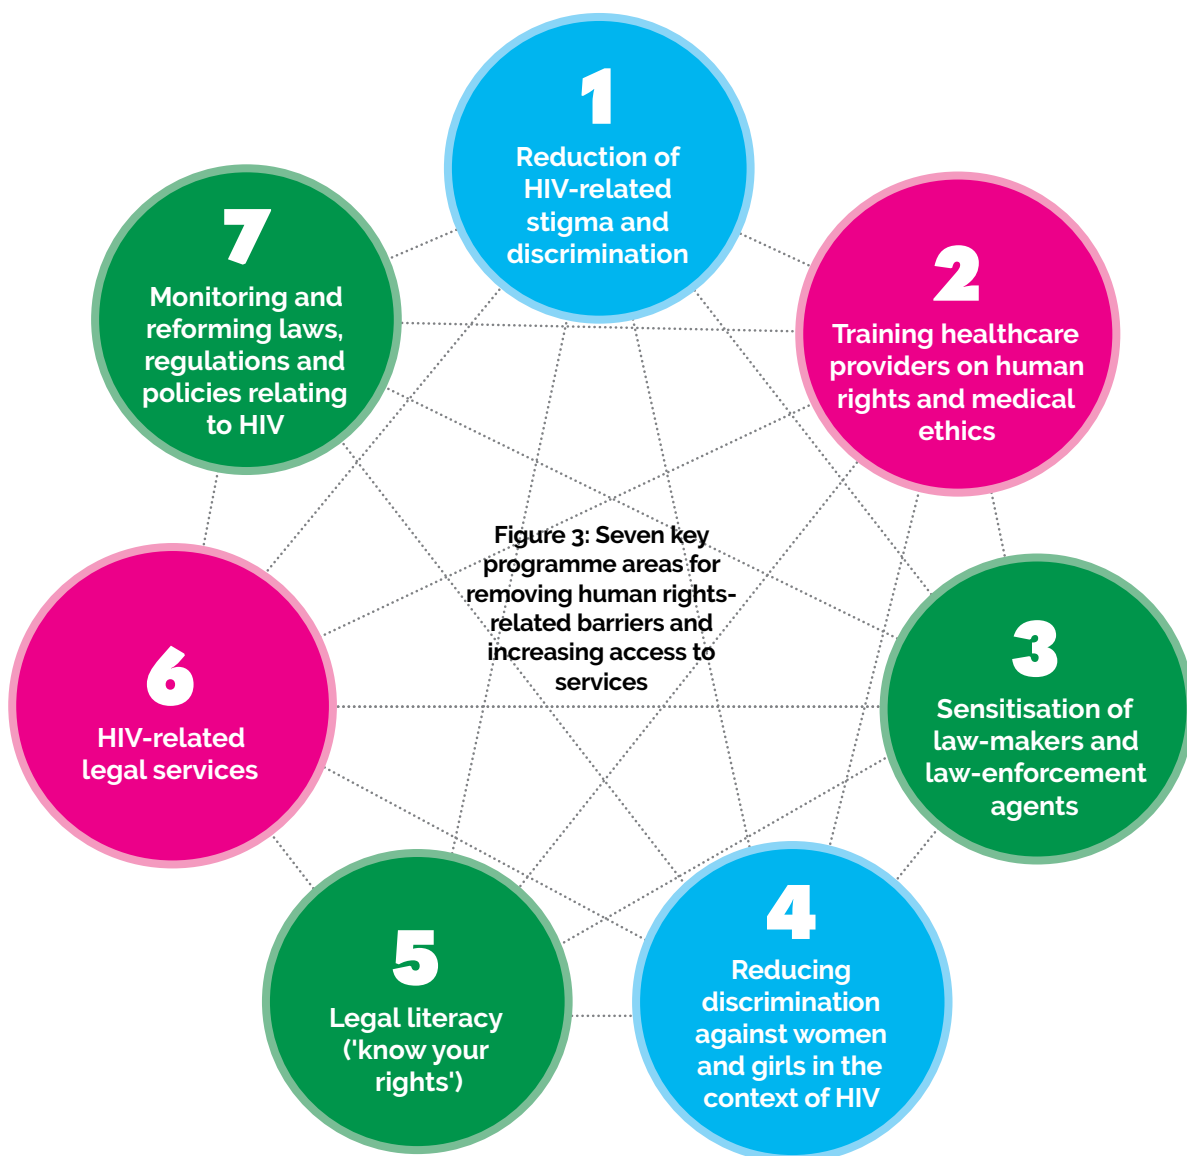 1
Reduction of
HIV-related
stigma and
discrimination
2
Training healthcare
providers on human
rights and medical
ethics
3
Sensitisation of
law-makers and
law-enforcement
agents
4
Reducing
discrimination
against women
and girls in the
context of HIV
5
Legal literacy
('know your
rights')
6
HIV-related
legal services
7
Monitoring and
reforming laws,
regulations and
policies relating
to HIV
Figure 3: Seven key
programme areas for
removing human rights-
related barriers and
increasing access to
services